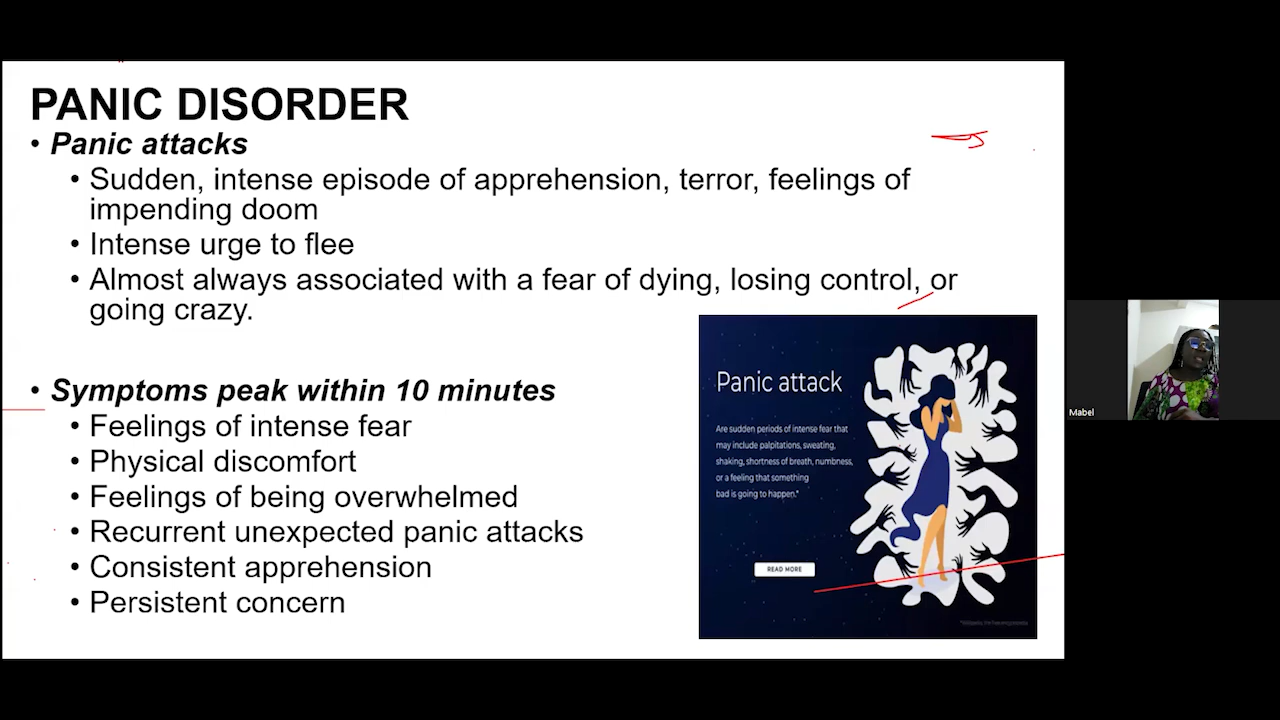 PANIC DISORDER
• Panic attacks
• Sudden, intense episode of apprehension, terror, feelings of
impending doom
• Intense urge to flee
• Almost always associated with a fear of dying, losing control, or
going crazy.
• Symptoms peak within 10 minutes
• Feelings of intense fear
• Physical discomfort
• Feelings of being overwhelmed
• Recurrent unexpected panic attacks
• Consistent apprehension
• Persistent concern
Panic attack
Are sudden periods of intense fear that
may include palpitations, sweating,
shaking, shortness of breath, numbness,
or a feeling that something
bad is going to happen.*
READ MORE
Mabel